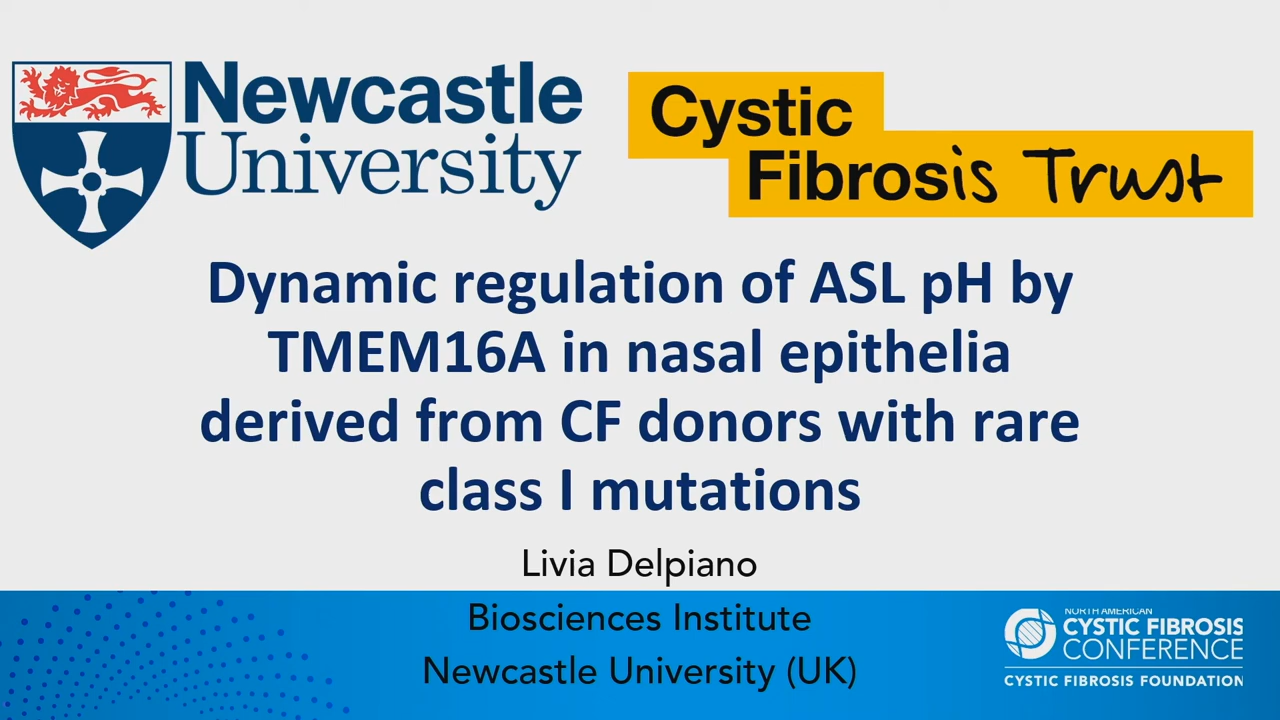 Newcastle
University
Cystic
Fibrosis Trust
Dynamic regulation of ASL pH by
TMEM16A in nasal epithelia
derived from CF donors with rare
class I mutations
Livia Delpiano
Biosciences Institute
Newcastle University (UK)
NORTH AMERICAN
CYSTIC FIBROSIS
CONFERENCE
CYSTIC FIBROSIS FOUNDATION